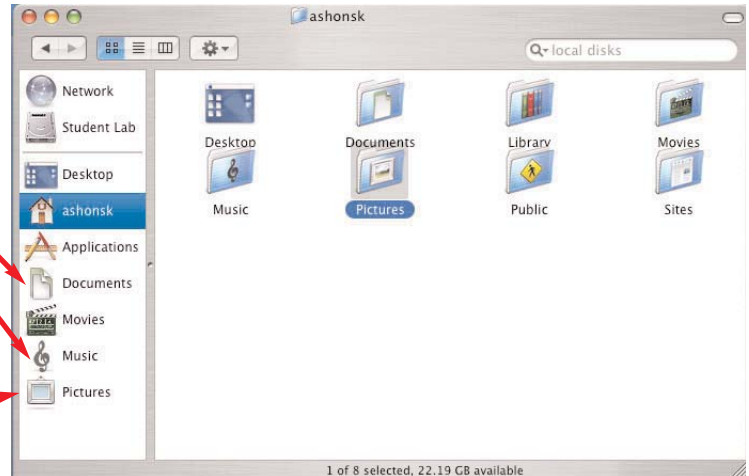 ashonsk
local disks
Network
Student Lab
Desktop
ashonsk
Applications
Documents
Movies
Music
Pictures
Desktop Documents Library Movies
Music Pictures Public Sites
1 of 8 selected, 22.19 GB available